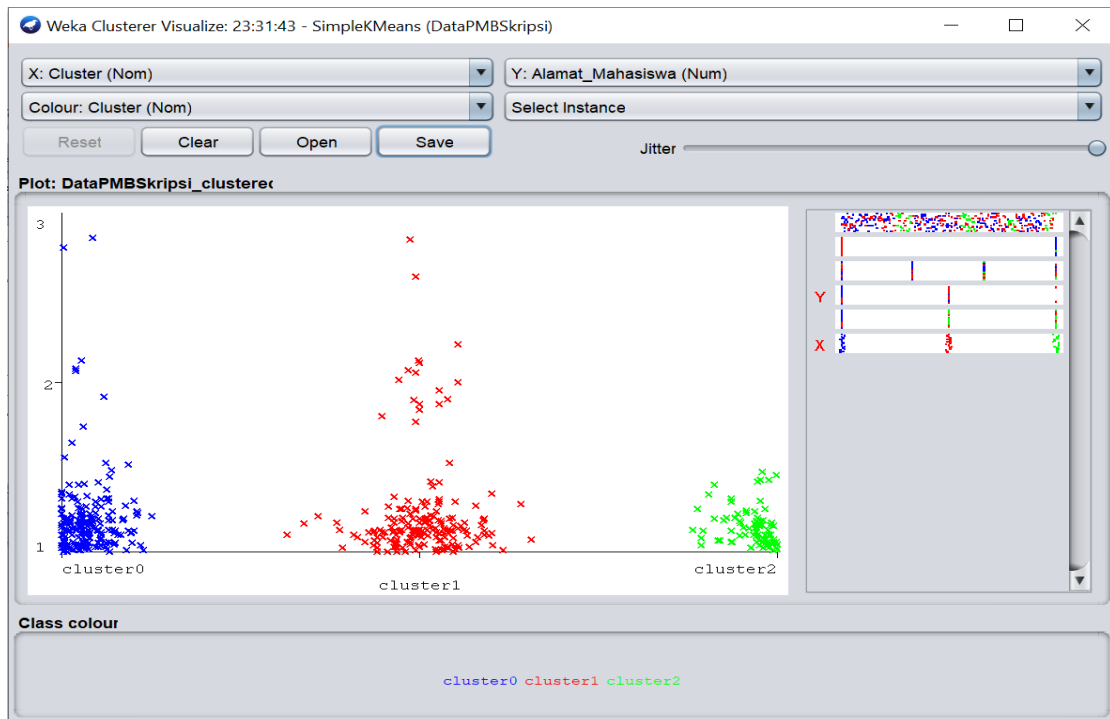 Weka Clusterer Visualize: 23:31:43 - SimpleKMeans (DataPMBSkripsi)
X: Cluster (Nom) Y: Alamat_Mahasiswa (Num)
Colour: Cluster (Nom) Select Instance
Reset Clear Open Save Jitter
Plot: DataPMBSkripsi_clustered
3
2
1
cluster0 cluster1 cluster2
Y
X
Class colour
cluster0 cluster1 cluster2